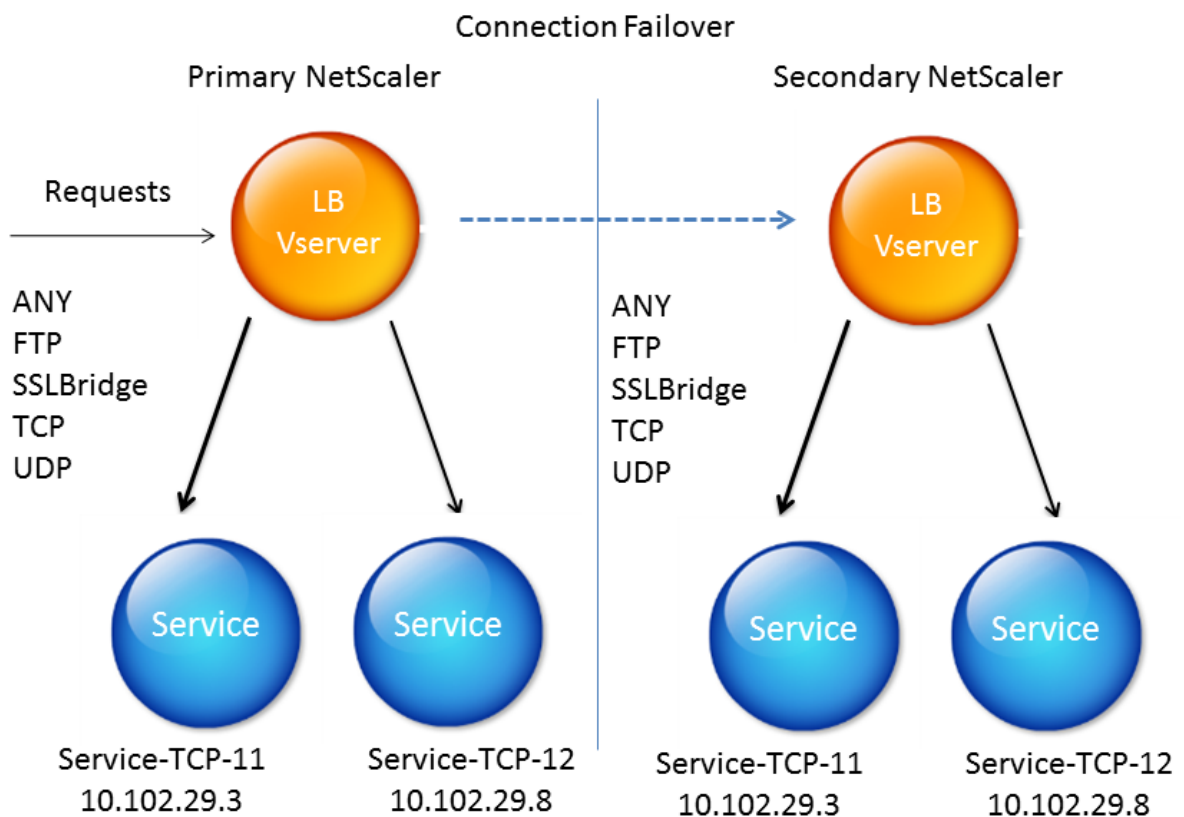 Connection Failover
Primary NetScaler
Secondary NetScaler
Requests
LB
Vserver
ANY
FTP
SSLBridge
TCP
UDP
Service
Service
Service-TCP-11
10.102.29.3
Service-TCP-12
10.102.29.8
LB
Vserver
ANY
FTP
SSLBridge
TCP
UDP
Service
Service
Service-TCP-11
10.102.29.3
Service-TCP-12
10.102.29.8